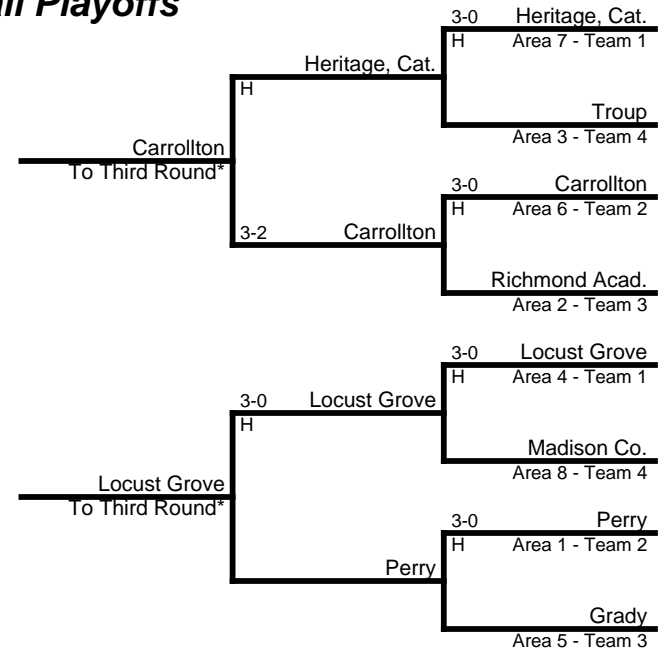 Playoffs
3-0 Heritage, Cat.
H Area 7 - Team 1
Heritage, Cat.
H
Troup
Area 3 - Team 4
Carrollton
To Third Round*
3-0 Carrollton
H Area 6 - Team 2
3-2 Carrollton
Richmond Acad.
Area 2 - Team 3
3-0 Locust Grove
H Area 4 - Team 1
3-0 Locust Grove
H
Madison Co.
Area 8 - Team 4
Locust Grove
To Third Round*
3-0 Perry
H Area 1 - Team 2
Perry
Grady
Area 5 - Team 3